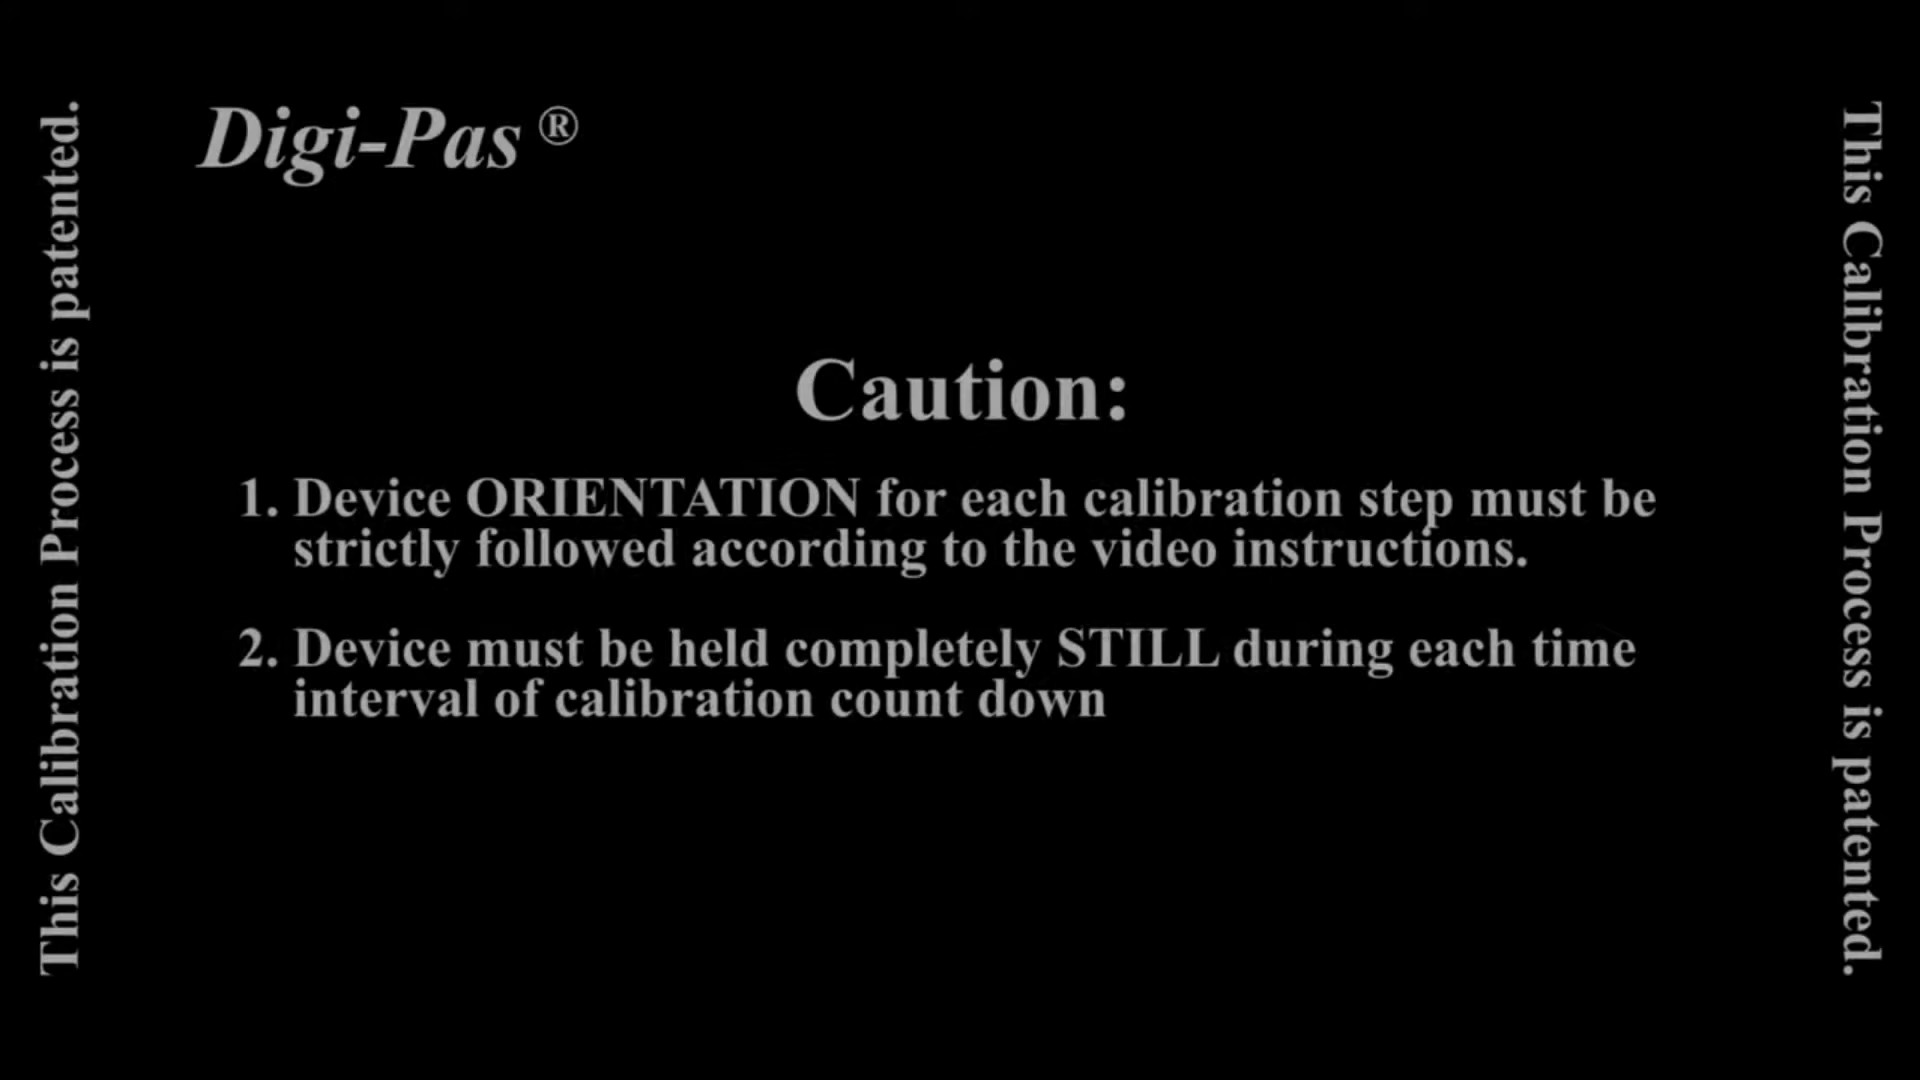 Digi-Pas ®
This Calibration Process is patented.
Caution:
1. Device ORIENTATION for each calibration step must be
strictly followed according to the video instructions.
2. Device must be held completely STILL during each time
interval of calibration count down
This Calibration Process is patented.